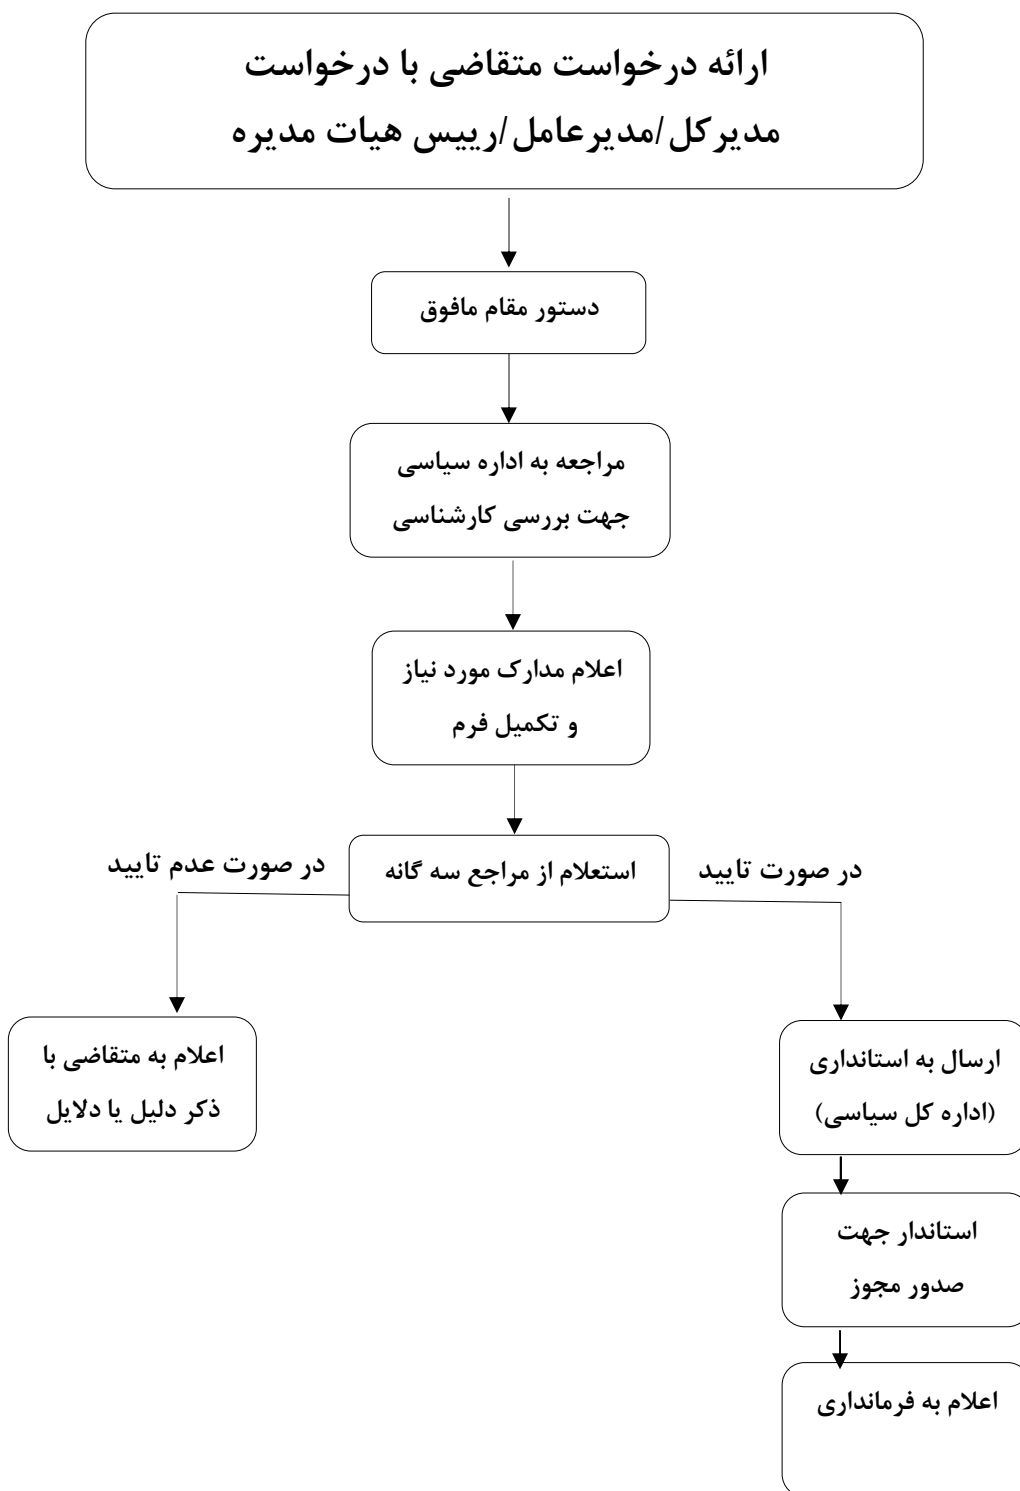 ارائه درخواست متقاضی با درخواست
مدیرکل/مدیرعامل/رییس هیات مدیره
دستور مقام مافوق
مراجعه به اداره سیاسی
جهت بررسی کارشناسی
اعلام مدارک مورد نیاز
و تکمیل فرم
استعلام از مراجع سه گانه
در صورت تایید
در صورت عدم تایید
ارسال به استانداری
(اداره کل سیاسی)
اعلام به متقاضی با
ذکر دلیل یا دلایل
استاندار جهت
صدور مجوز
اعلام به فرمانداری